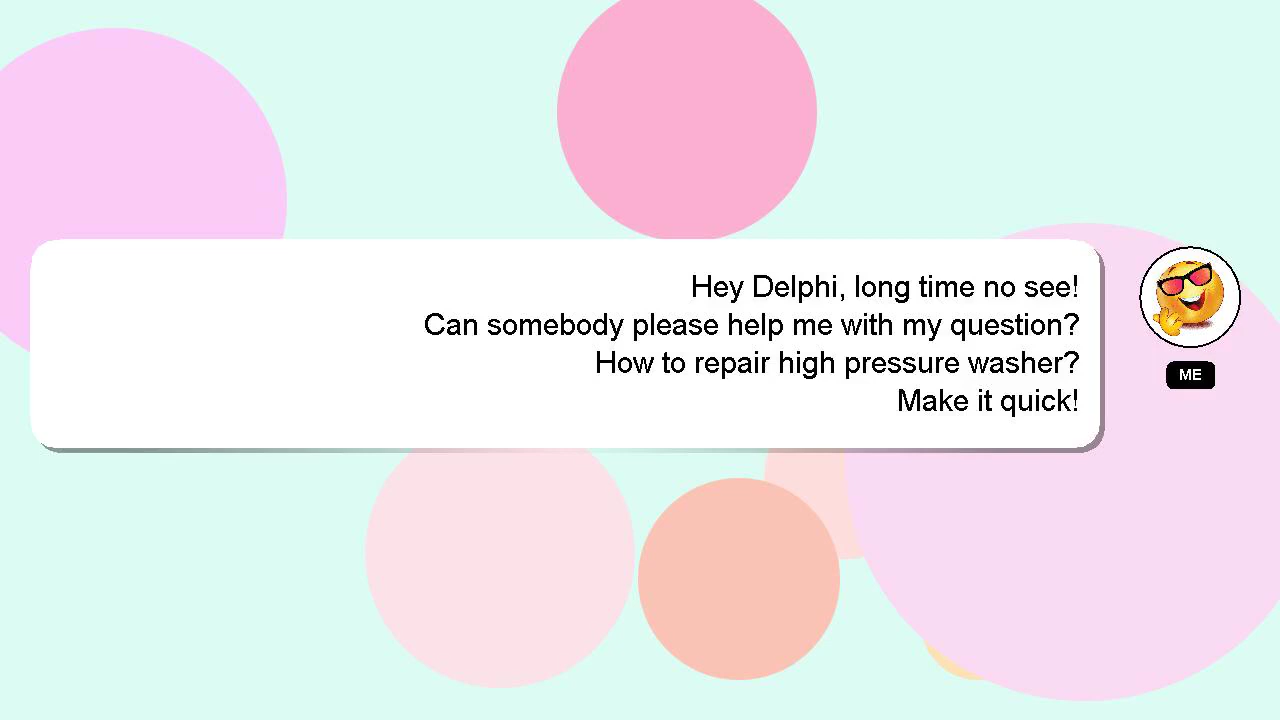 Hey Delphi, long time no see!
Can somebody please help me with my question?
How to repair high pressure washer?
Make it quick!
ME